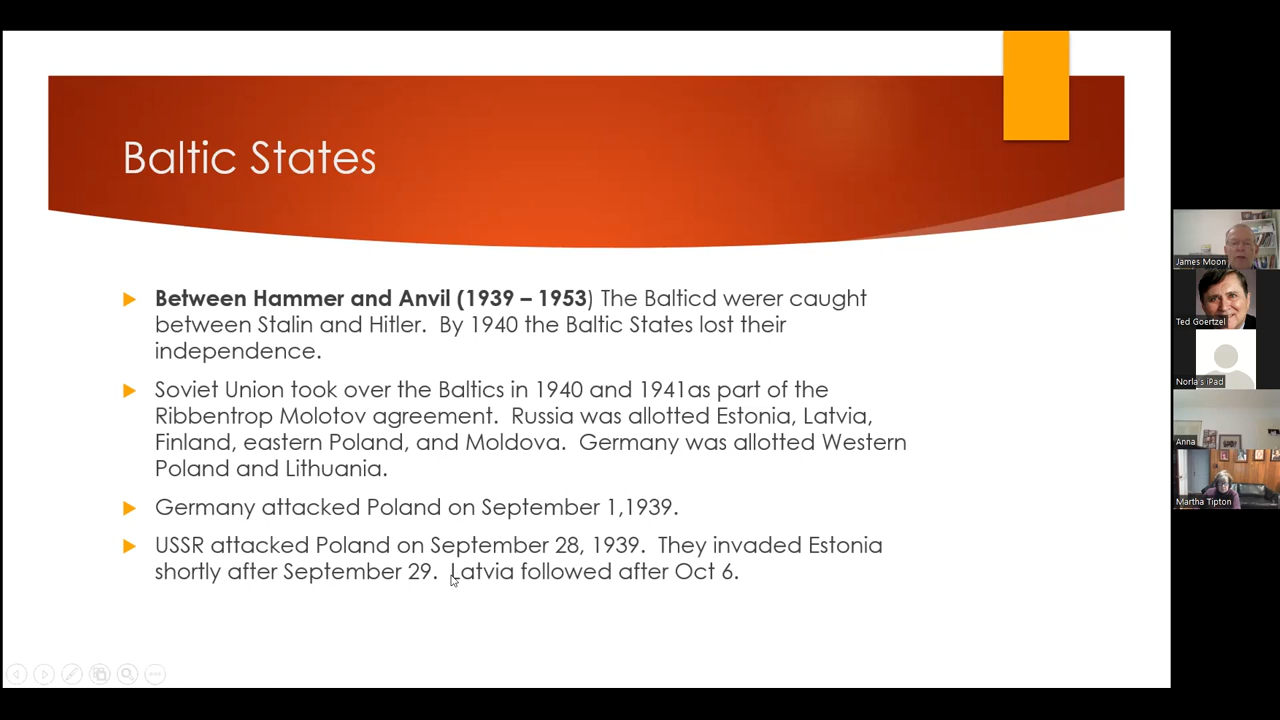 Baltic States
Between Hammer and Anvil (1939 – 1953) The Balticd werer caught
between Stalin and Hitler. By 1940 the Baltic States lost their
independence.
Soviet Union took over the Baltics in 1940 and 1941as part of the
Ribbentrop Molotov agreement. Russia was allotted Estonia, Latvia,
Finland, eastern Poland, and Moldova. Germany was allotted Western
Poland and Lithuania.
Germany attacked Poland on September 1,1939.
USSR attacked Poland on September 28, 1939. They invaded Estonia
shortly after September 29. Latvia followed after Oct 6.
James Moon
Ted Goertzel
Norla's iPad
Anna
Martha Tipton